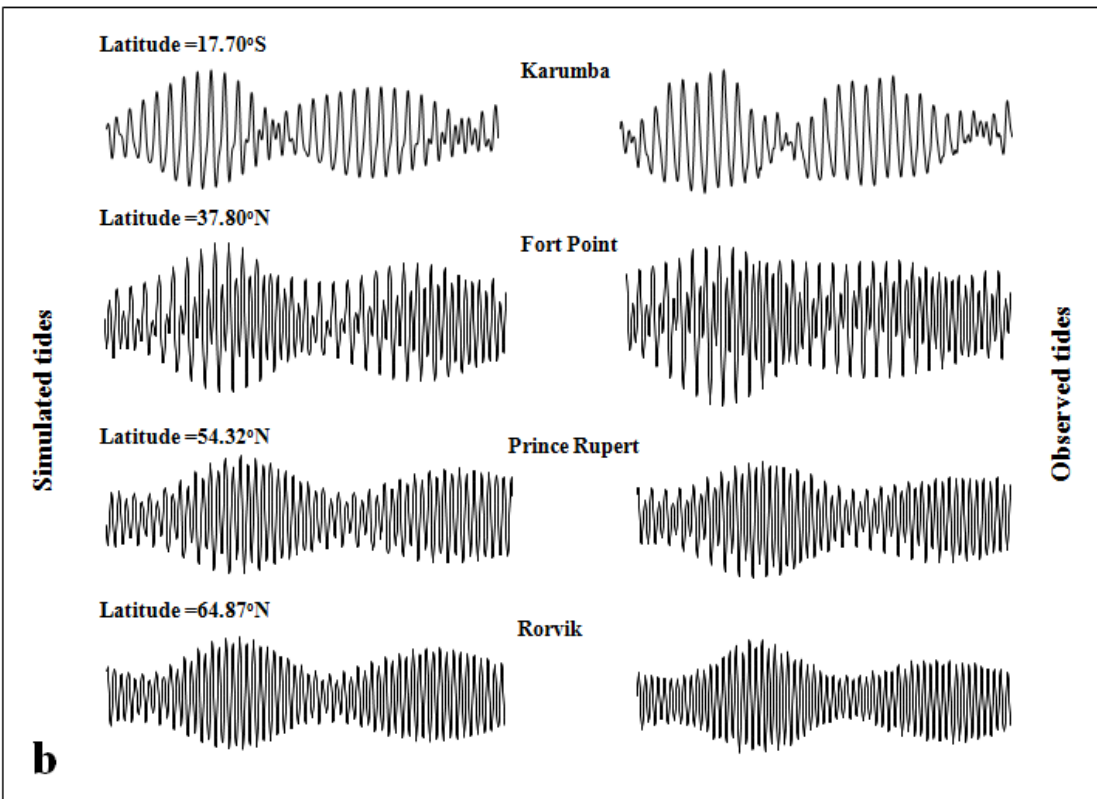 Latitude =17.70°S
Karumba
Latitude =37.80°N
Fort Point
Simulated tides
Observed tides
Latitude =54.32°N
Prince Rupert
Latitude =64.87°N
Rorvik
b